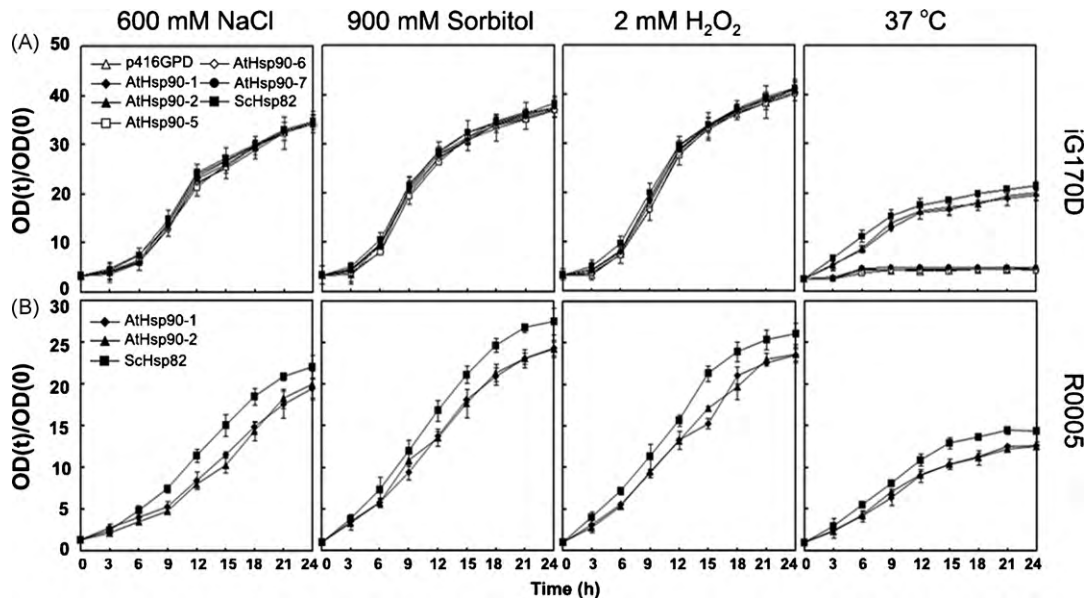 600 mM NaCl 900 mM Sorbitol 2 mM H₂O₂ 37 °C
(A)
OD(t)/OD(0)
50
40
30
20
10
0
p416GPD AtHsp90-6
AtHsp90-1 AtHsp90-7
AtHsp90-2 ScHsp82
AtHsp90-5
iG170D
(B)
OD(t)/OD(0)
30
25
20
15
10
5
0
AtHsp90-1
AtHsp90-2
ScHsp82
R0005
0 3 6 9 12 15 18 21 24 0 3 6 9 12 15 18 21 24 0 3 6 9 12 15 18 21 24 0 3 6 9 12 15 18 21 24
Time (h)